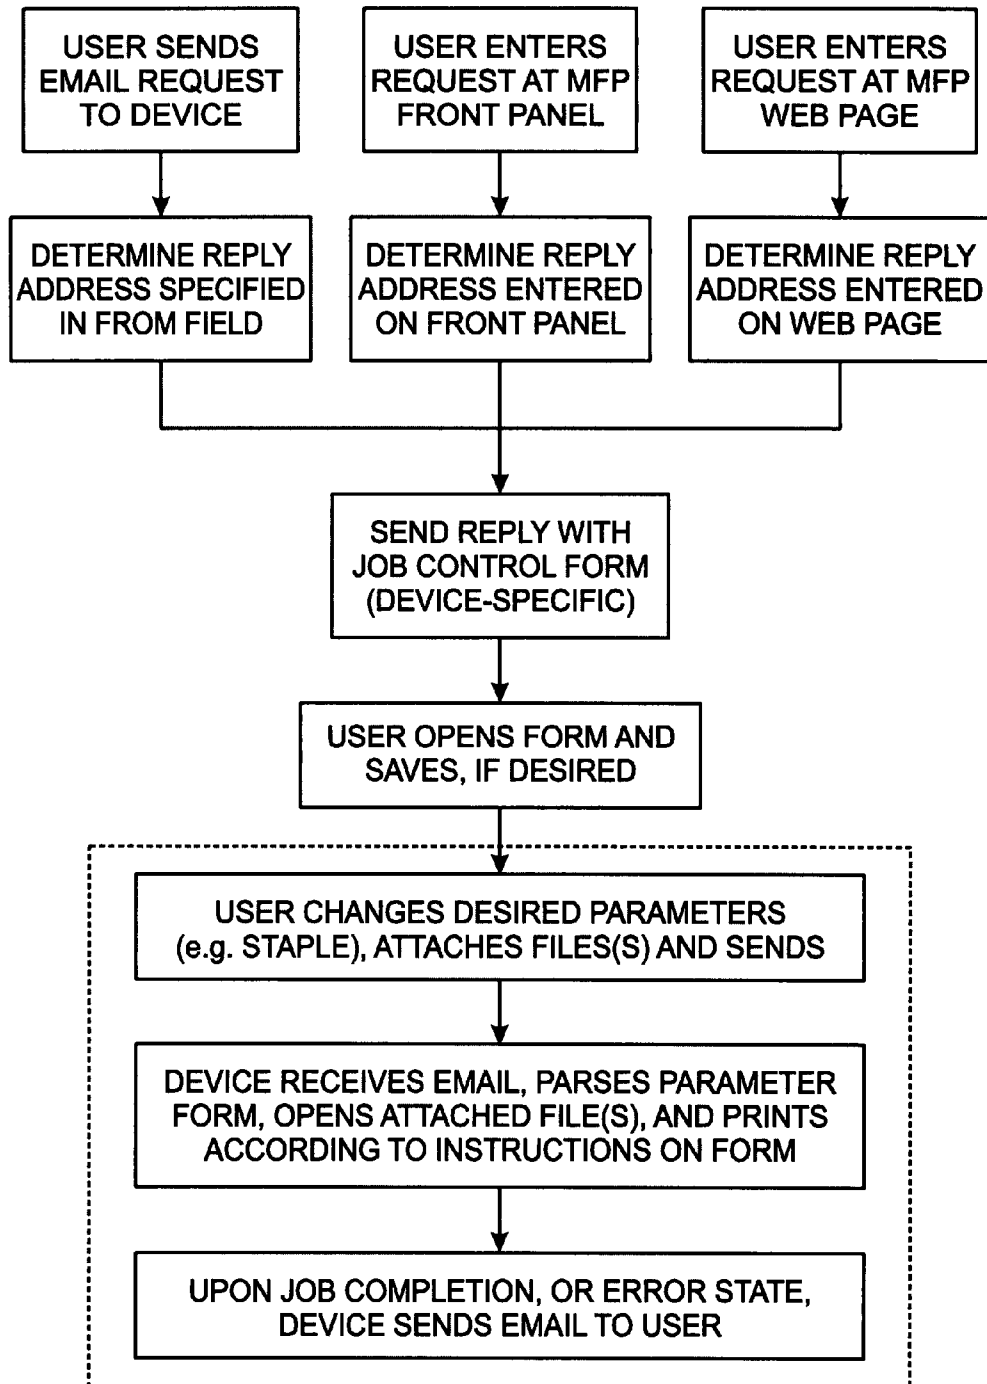 USER SENDS
EMAIL REQUEST
TO DEVICE
USER ENTERS
REQUEST AT MFP
FRONT PANEL
USER ENTERS
REQUEST AT MFP
WEB PAGE
DETERMINE REPLY
ADDRESS SPECIFIED
IN FROM FIELD
DETERMINE REPLY
ADDRESS ENTERED
ON FRONT PANEL
DETERMINE REPLY
ADDRESS ENTERED
ON WEB PAGE
SEND REPLY WITH
JOB CONTROL FORM
(DEVICE-SPECIFIC)
USER OPENS FORM AND
SAVES, IF DESIRED
USER CHANGES DESIRED PARAMETERS
(e.g. STAPLE), ATTACHES FILES(S) AND SENDS
DEVICE RECEIVES EMAIL, PARSES PARAMETER
FORM, OPENS ATTACHED FILE(S), AND PRINTS
ACCORDING TO INSTRUCTIONS ON FORM
UPON JOB COMPLETION, OR ERROR STATE,
DEVICE SENDS EMAIL TO USER